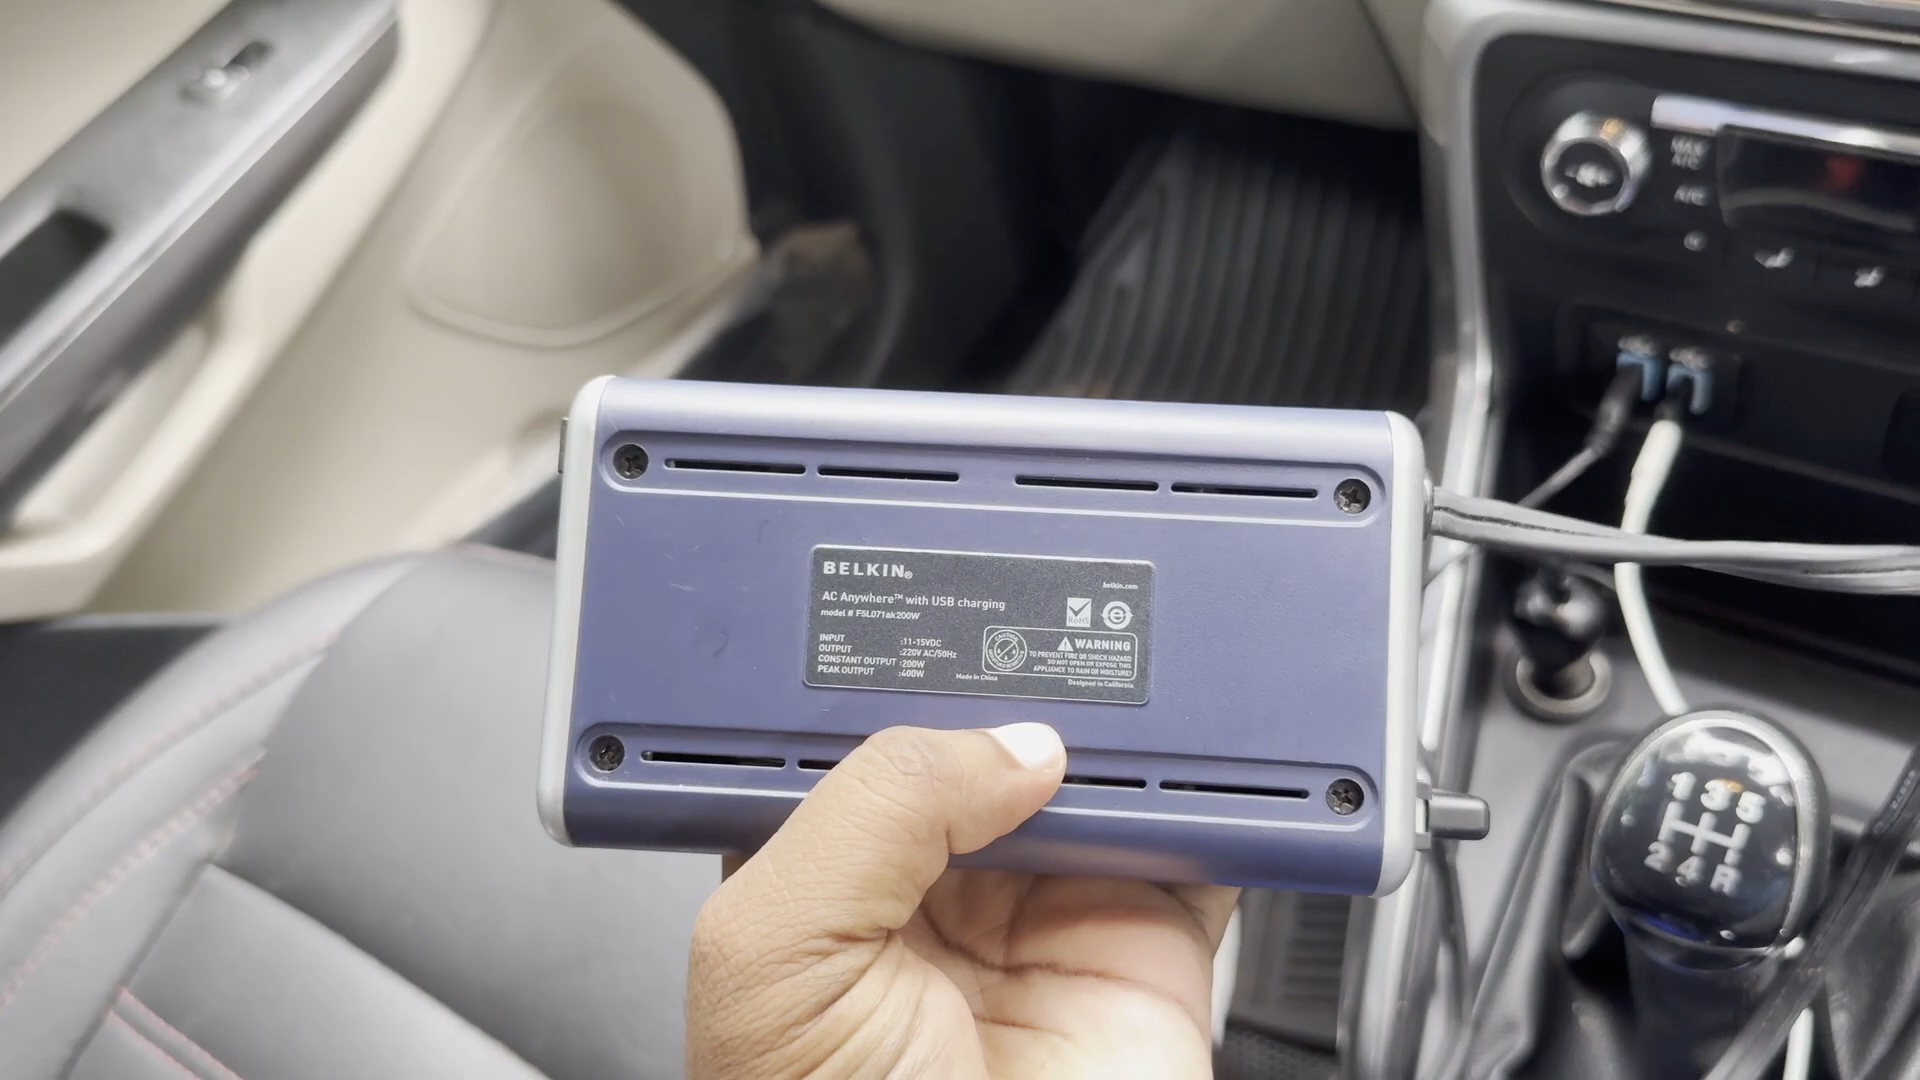 MAX
A/C
A/C
BELKIN®
belkin.com
AC Anywhere™ with USB charging
model # F5L071ak200W
RoHS
e
INPUT :11-15VDC
OUTPUT :220V AC/50Hz
CONSTANT OUTPUT :200W
PEAK OUTPUT :400W
CAUTION
WARNING
TO PREVENT FIRE OR SHOCK HAZARD
DO NOT OPEN OR EXPOSE THIS
APPLIANCE TO RAIN OR MOISTURE!
Made in China
Designed in California
1 3 5
2 4 R